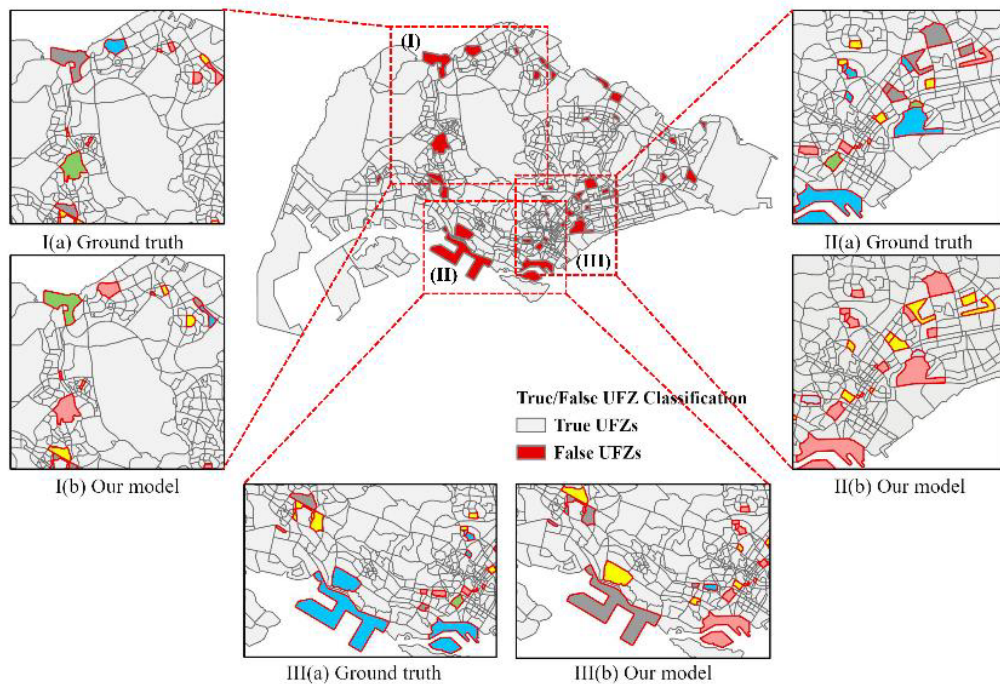 (I)
(II)
(III)
I(a) Ground truth
II(a) Ground truth
True/False UFZ Classification
True UFZs
False UFZs
I(b) Our model
II(b) Our model
III(a) Ground truth
III(b) Our model